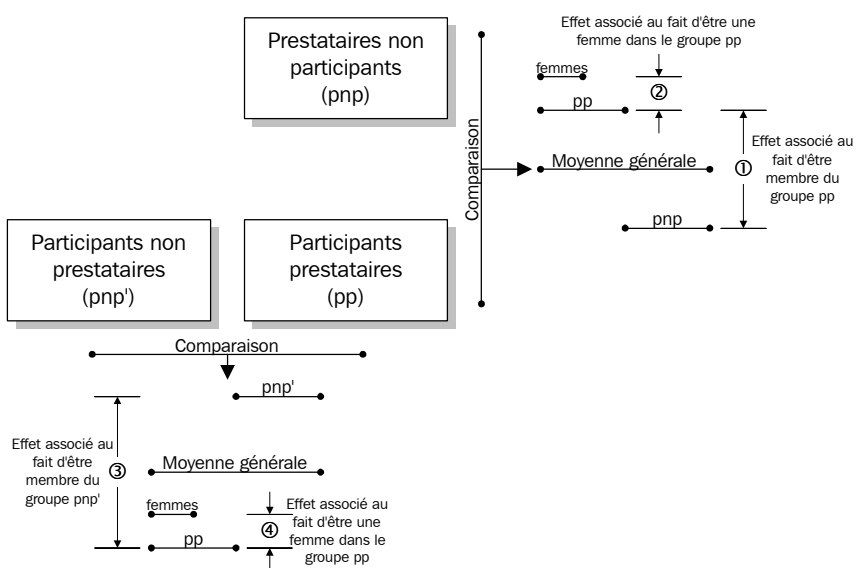 Prestataires non
participants
(pnp)
Effet associé au fait d'être une
femme dans le groupe pp
femmes
②
pp
Comparaison
Moyenne générale
①
Effet associé au
fait d'être
membre du
groupe pp
pnp
Participants non
prestataires
(pnp')
Participants
prestataires
(pp)
Comparaison
pnp'
Effet associé au
fait d'être
membre du
groupe pnp'
③
Moyenne générale
femmes
pp
④
Effet associé au
fait d'être une
femme dans le
groupe pp